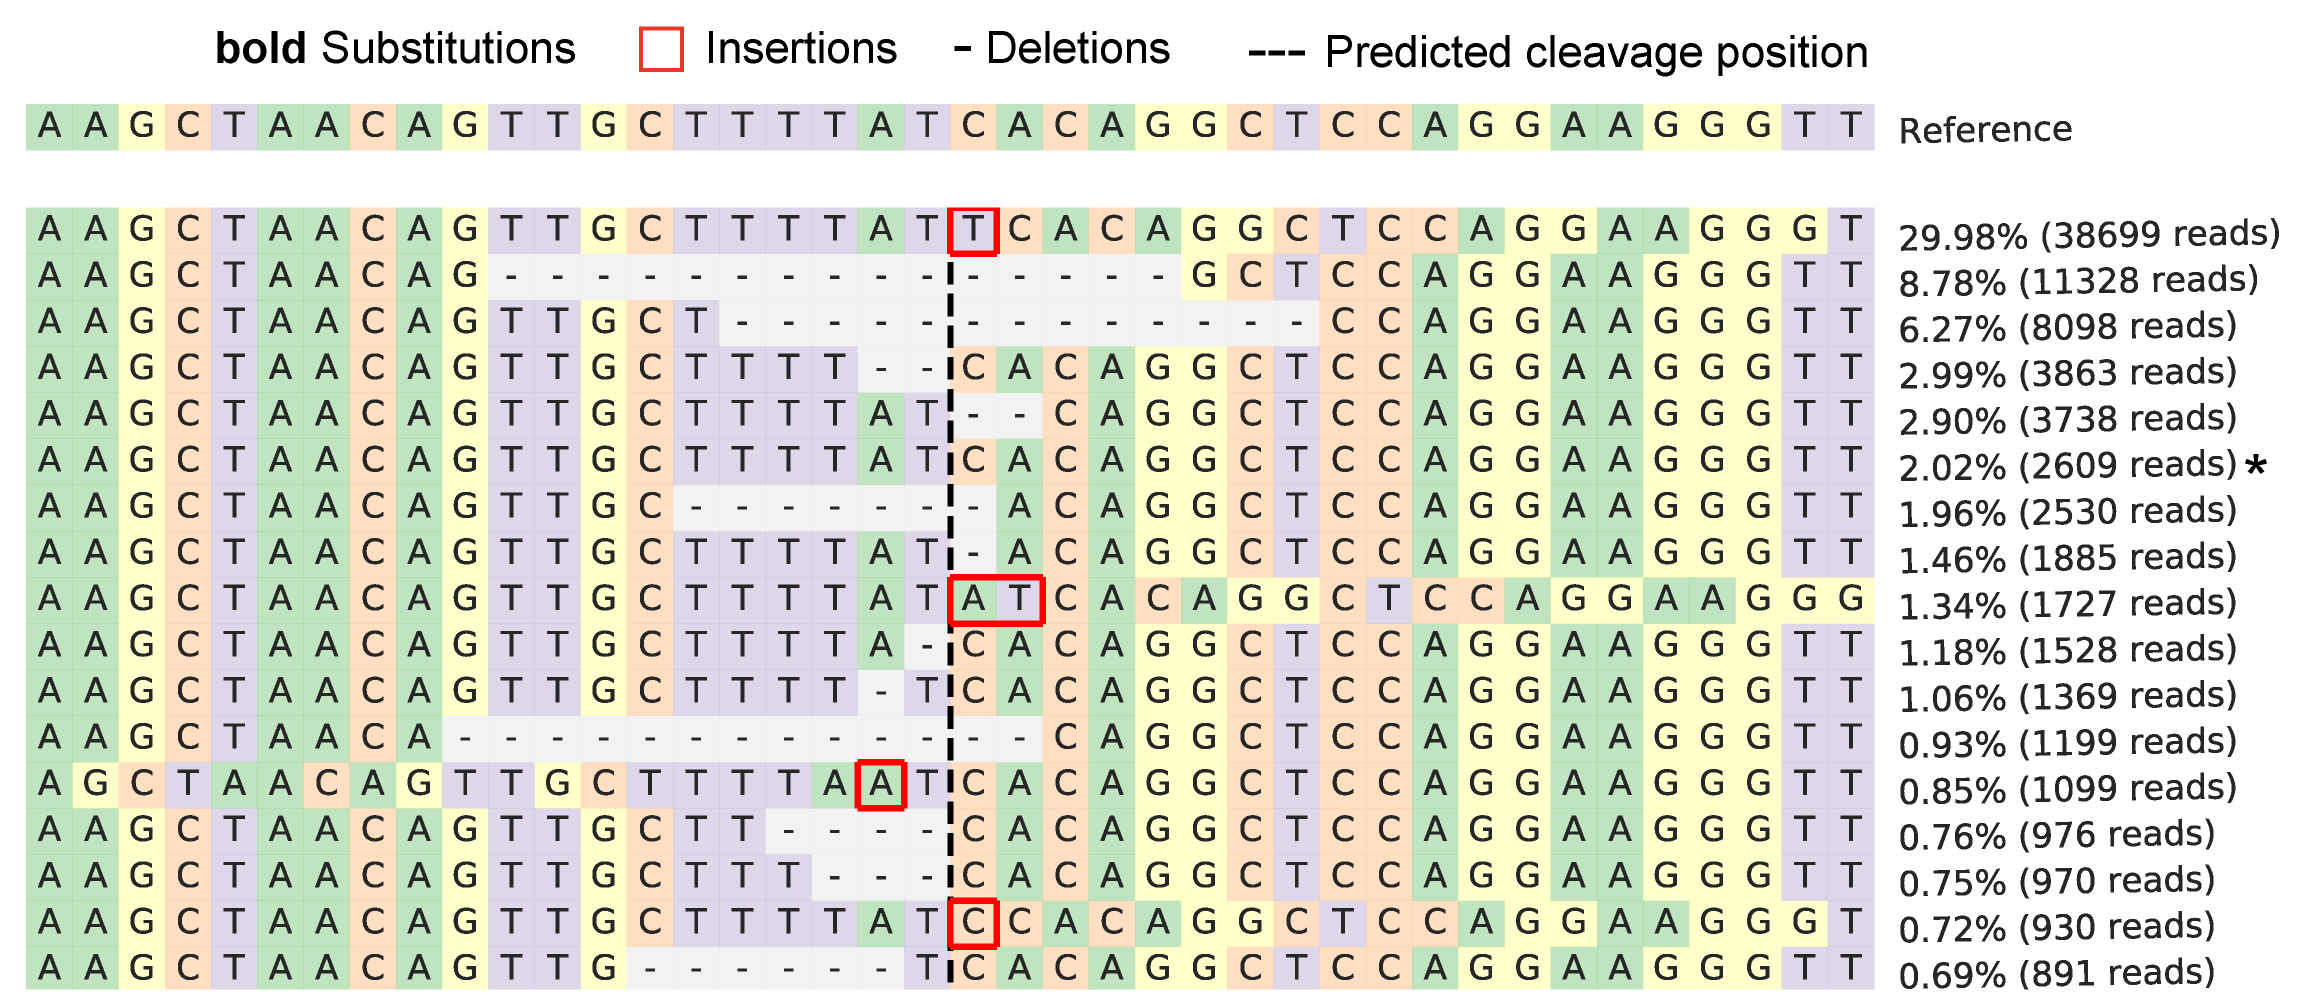 bold Substitutions Insertions - Deletions --- Predicted cleavage position
A A G C T A A C A G T T G C T T T T A T C A C A G G C T C C A G G A A G G G T T Reference
A A G C T A A C A G T T G C T T T T A T T C A C A G G C T C C A G G A A G G G T 29.98% (38699 reads)
A A G C T A A C A G - - - - - - - - - - - - - - - G C T C C A G G A A G G G T T 8.78% (11328 reads)
A A G C T A A C A G T T G C T - - - - - - - - - - - - - C C A G G A A G G G T T 6.27% (8098 reads)
A A G C T A A C A G T T G C T T T T - - C A C A G G C T C C A G G A A G G G T T 2.99% (3863 reads)
A A G C T A A C A G T T G C T T T T A T - - C A G G C T C C A G G A A G G G T T 2.90% (3738 reads)
A A G C T A A C A G T T G C T T T T A T C A C A G G C T C C A G G A A G G G T T 2.02% (2609 reads) *
A A G C T A A C A G T T G C - - - - - - - A C A G G C T C C A G G A A G G G T T 1.96% (2530 reads)
A A G C T A A C A G T T G C T T T T A T - A C A G G C T C C A G G A A G G G T T 1.46% (1885 reads)
A A G C T A A C A G T T G C T T T T A T A T C A C A G G C T C C A G G A A G G G 1.34% (1727 reads)
A A G C T A A C A G T T G C T T T T A - C A C A G G C T C C A G G A A G G G T T 1.18% (1528 reads)
A A G C T A A C A G T T G C T T T T - T C A C A G G C T C C A G G A A G G G T T 1.06% (1369 reads)
A A G C T A A C A - - - - - - - - - - - - - C A G G C T C C A G G A A G G G T T 0.93% (1199 reads)
A G C T A A C A G T T G C T T T T A A T C A C A G G C T C C A G G A A G G G T T 0.85% (1099 reads)
A A G C T A A C A G T T G C T T - - - - C A C A G G C T C C A G G A A G G G T T 0.76% (976 reads)
A A G C T A A C A G T T G C T T T - - - C A C A G G C T C C A G G A A G G G T T 0.75% (970 reads)
A A G C T A A C A G T T G C T T T T A T C C A C A G G C T C C A G G A A G G G T 0.72% (930 reads)
A A G C T A A C A G T T G - - - - - - T C A C A G G C T C C A G G A A G G G T T 0.69% (891 reads)